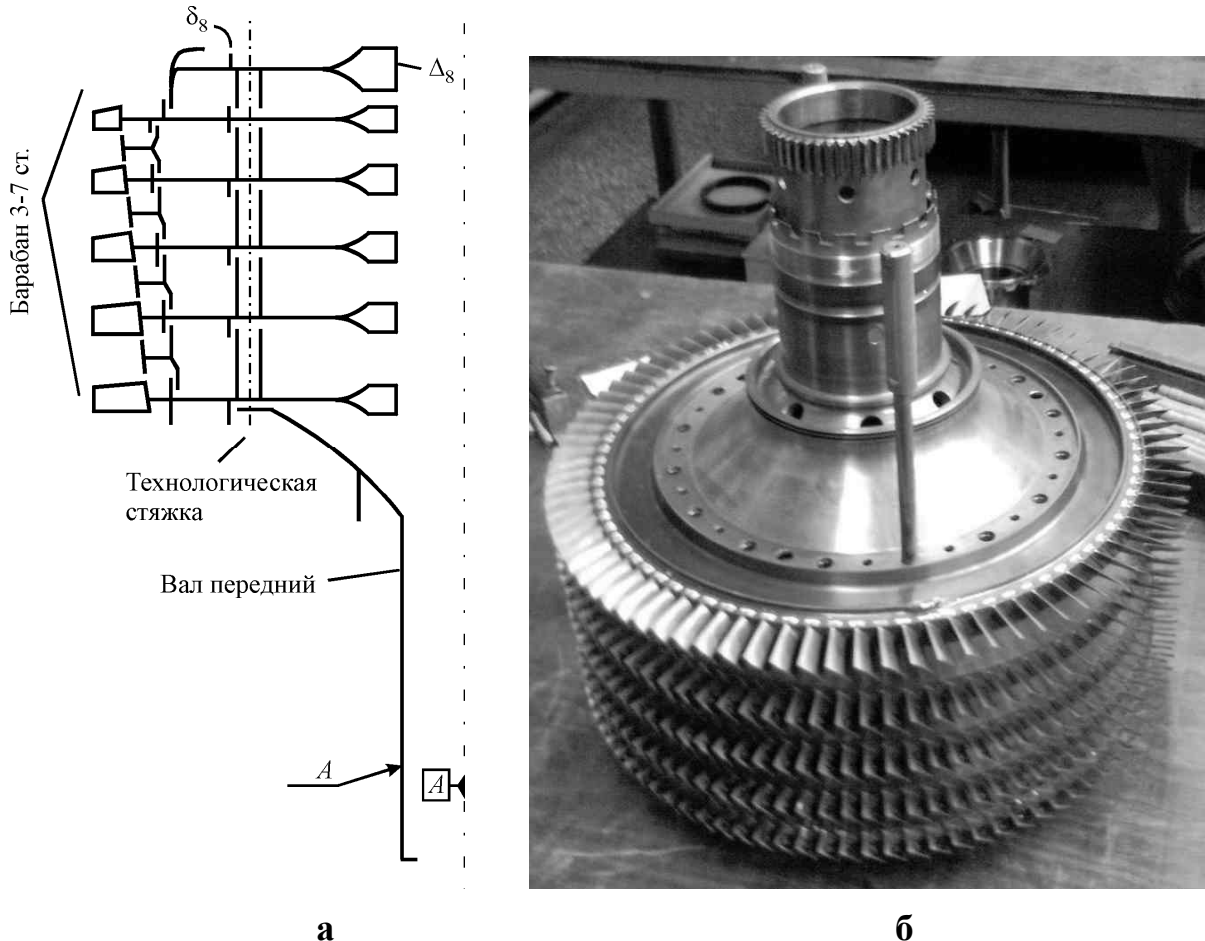 δ₈
Δ₈
Барабан 3-7 ст.
Технологическая
стяжка
Вал передний
А
А
а
б